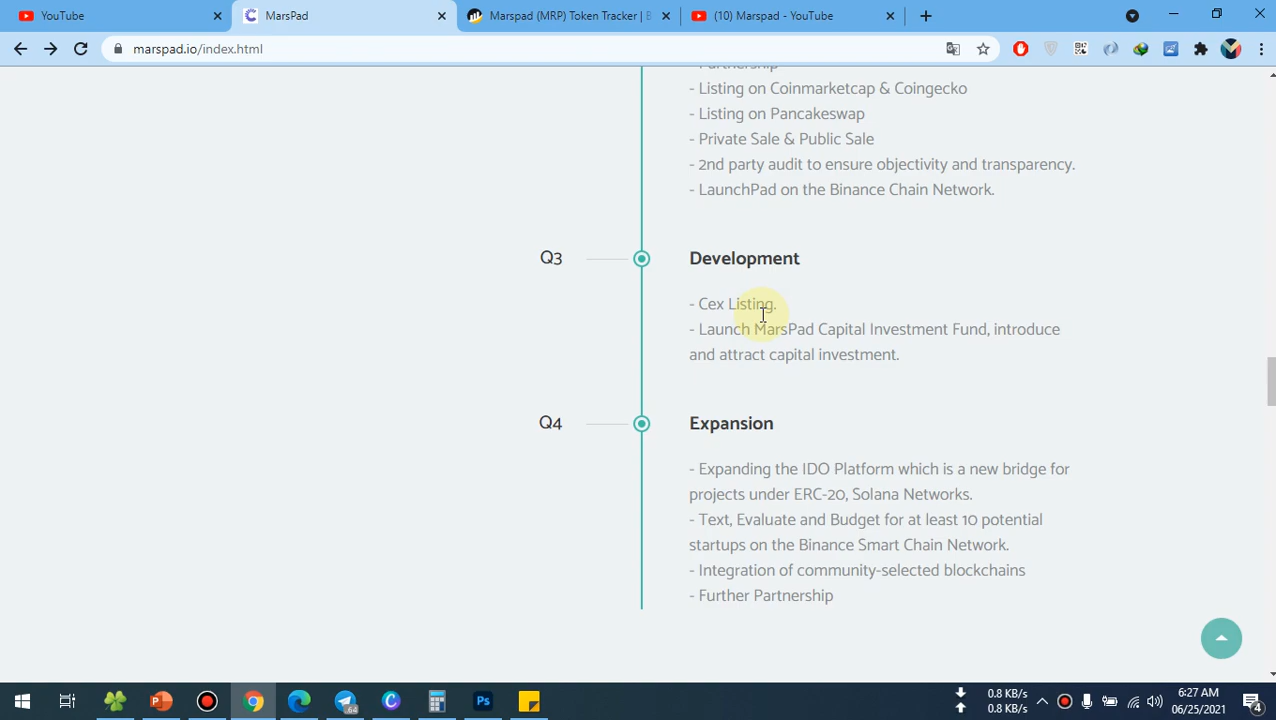 YouTube
MarsPad
Marspad (MRP) Token Tracker | B
(10) Marspad - YouTube
marspad.io/index.html
Partnership
- Listing on Coinmarketcap & Coingecko
- Listing on Pancakeswap
- Private Sale & Public Sale
- 2nd party audit to ensure objectivity and transparency.
- LaunchPad on the Binance Chain Network.
Q3
Development
- Cex Listing.
- Launch MarsPad Capital Investment Fund, introduce
and attract capital investment.
Q4
Expansion
- Expanding the IDO Platform which is a new bridge for
projects under ERC-20, Solana Networks.
- Text, Evaluate and Budget for at least 10 potential
startups on the Binance Smart Chain Network.
- Integration of community-selected blockchains
- Further Partnership
64
Ps
0.8 KB/s
0.8 KB/s
6:27 AM
06/25/2021
4